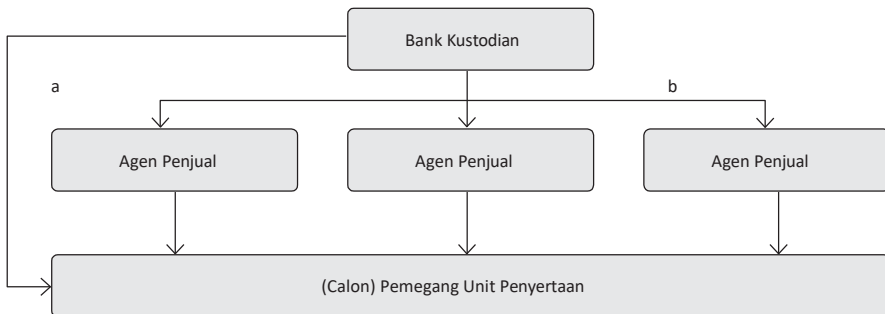 Bank Kustodian
a
b
Agen Penjual
Agen Penjual
Agen Penjual
(Calon) Pemegang Unit Penyertaan